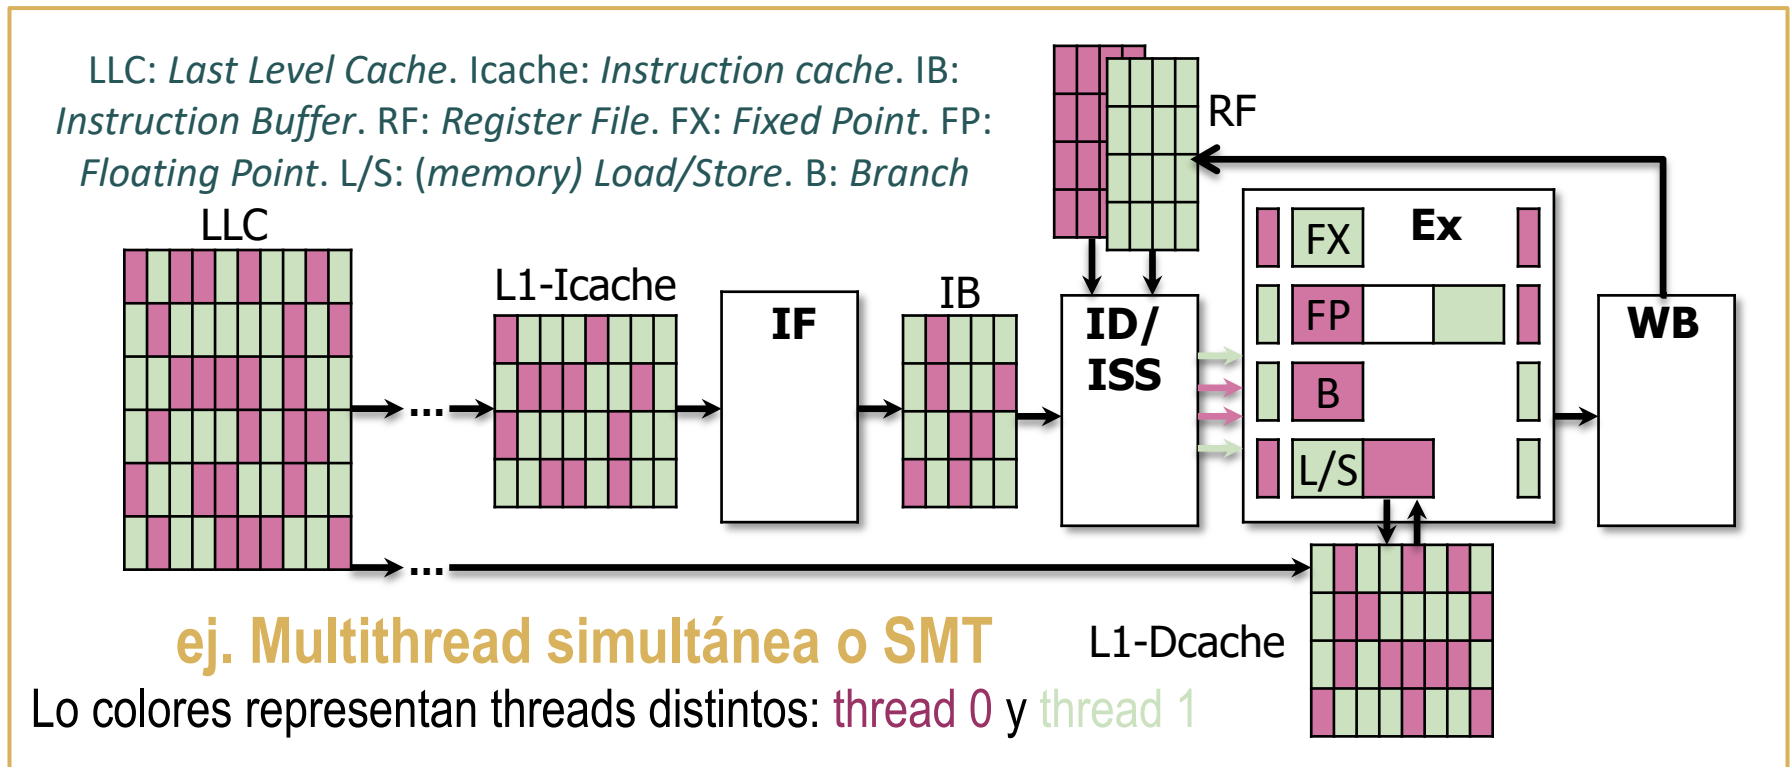 LLC: Last Level Cache. Icache: Instruction cache. IB:
Instruction Buffer. RF: Register File. FX: Fixed Point. FP:
Floating Point. L/S: (memory) Load/Store. B: Branch
RF
LLC
L1-Icache
IF
IB
ID/
ISS
Ex
FX
FP
B
L/S
WB
...
...
L1-Dcache
ej. Multithread simultánea o SMT
Lo colores representan threads distintos: thread 0 y thread 1